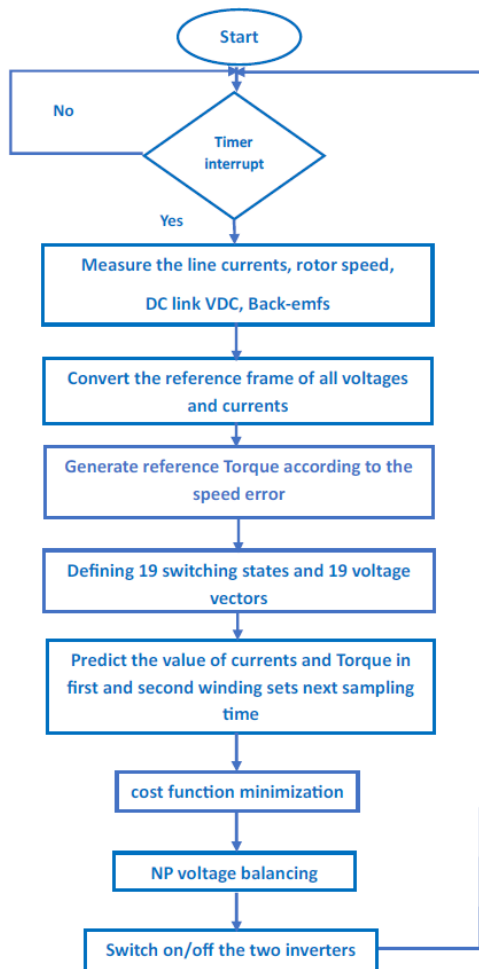 Start
No
Timer
interrupt
Yes
Measure the line currents, rotor speed,
DC link VDC, Back-emfs
Convert the reference frame of all voltages
and currents
Generate reference Torque according to the
speed error
Defining 19 switching states and 19 voltage
vectors
Predict the value of currents and Torque in
first and second winding sets next sampling
time
cost function minimization
NP voltage balancing
Switch on/off the two inverters